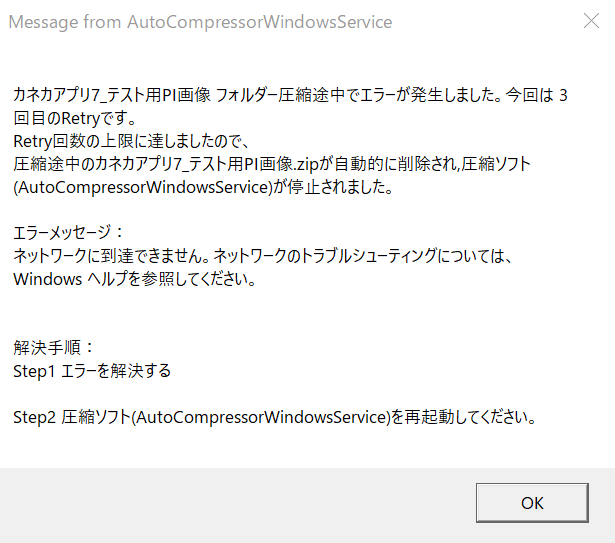 Message from AutoCompressorWindowsService
カネカアプリ7_テスト用PI画像 フォルダー圧縮途中でエラーが発生しました。今回は 3
回目のRetryです。
Retry回数の上限に達しましたので、
圧縮途中のカネカアプリ7_テスト用PI画像.zipが自動的に削除され,圧縮ソフト
(AutoCompressorWindowsService)が停止されました。
エラーメッセージ：
ネットワークに到達できません。ネットワークのトラブルシューティングについては、
Windows ヘルプを参照してください。
解決手順：
Step1 エラーを解決する
Step2 圧縮ソフト(AutoCompressorWindowsService)を再起動してください。
OK